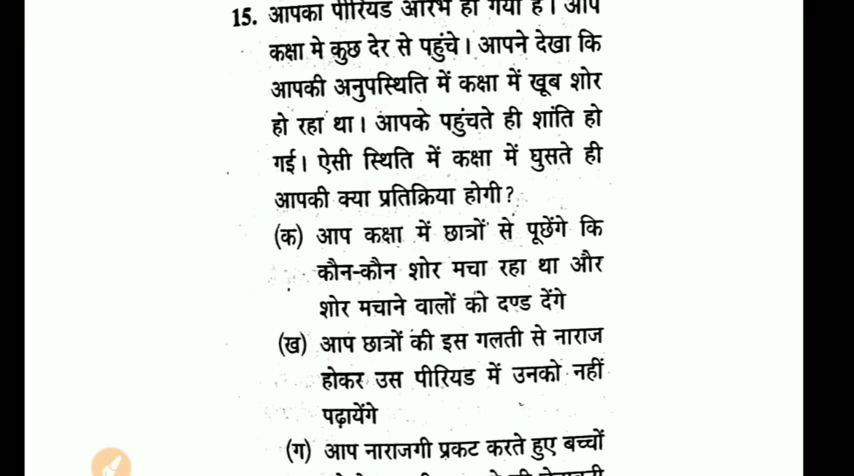 15. आपका पीरियड आरंभ हो गया है। आप
कक्षा मे कुछ देर से पहुंचे। आपने देखा कि
आपकी अनुपस्थिति में कक्षा में खूब शोर
हो रहा था। आपके पहुंचते ही शांति हो
गई। ऐसी स्थिति में कक्षा में घुसते ही
आपकी क्या प्रतिक्रिया होगी?
(क) आप कक्षा में छात्रों से पूछेंगे कि
कौन-कौन शोर मचा रहा था और
शोर मचाने वालों को दण्ड देंगे
(ख) आप छात्रों की इस गलती से नाराज
होकर उस पीरियड में उनको नहीं
पढ़ायेंगे
(ग) आप नाराजगी प्रकट करते हुए बच्चों